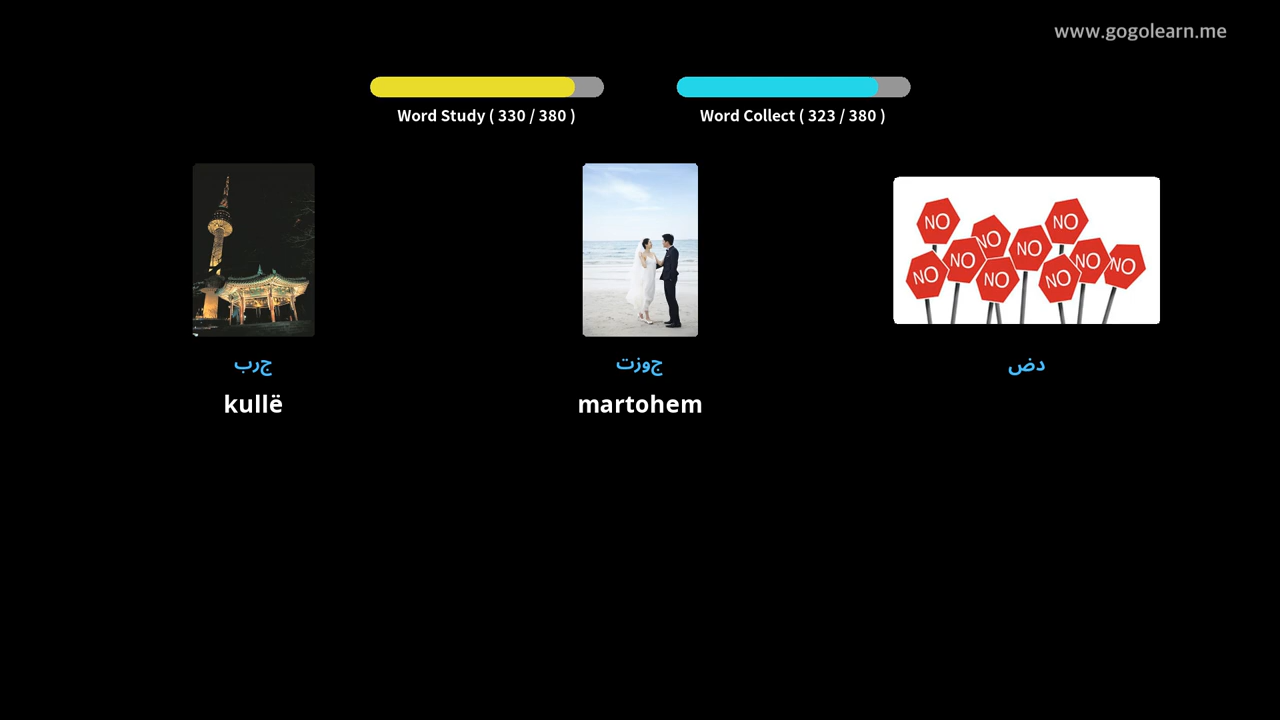 www.gogolearn.me
Word Study ( 330 / 380 )
Word Collect ( 323 / 380 )
NO
NO
NO
NO
NO
NO
NO
NO
NO
NO
جرب
جوزت
دض
kullë
martohem